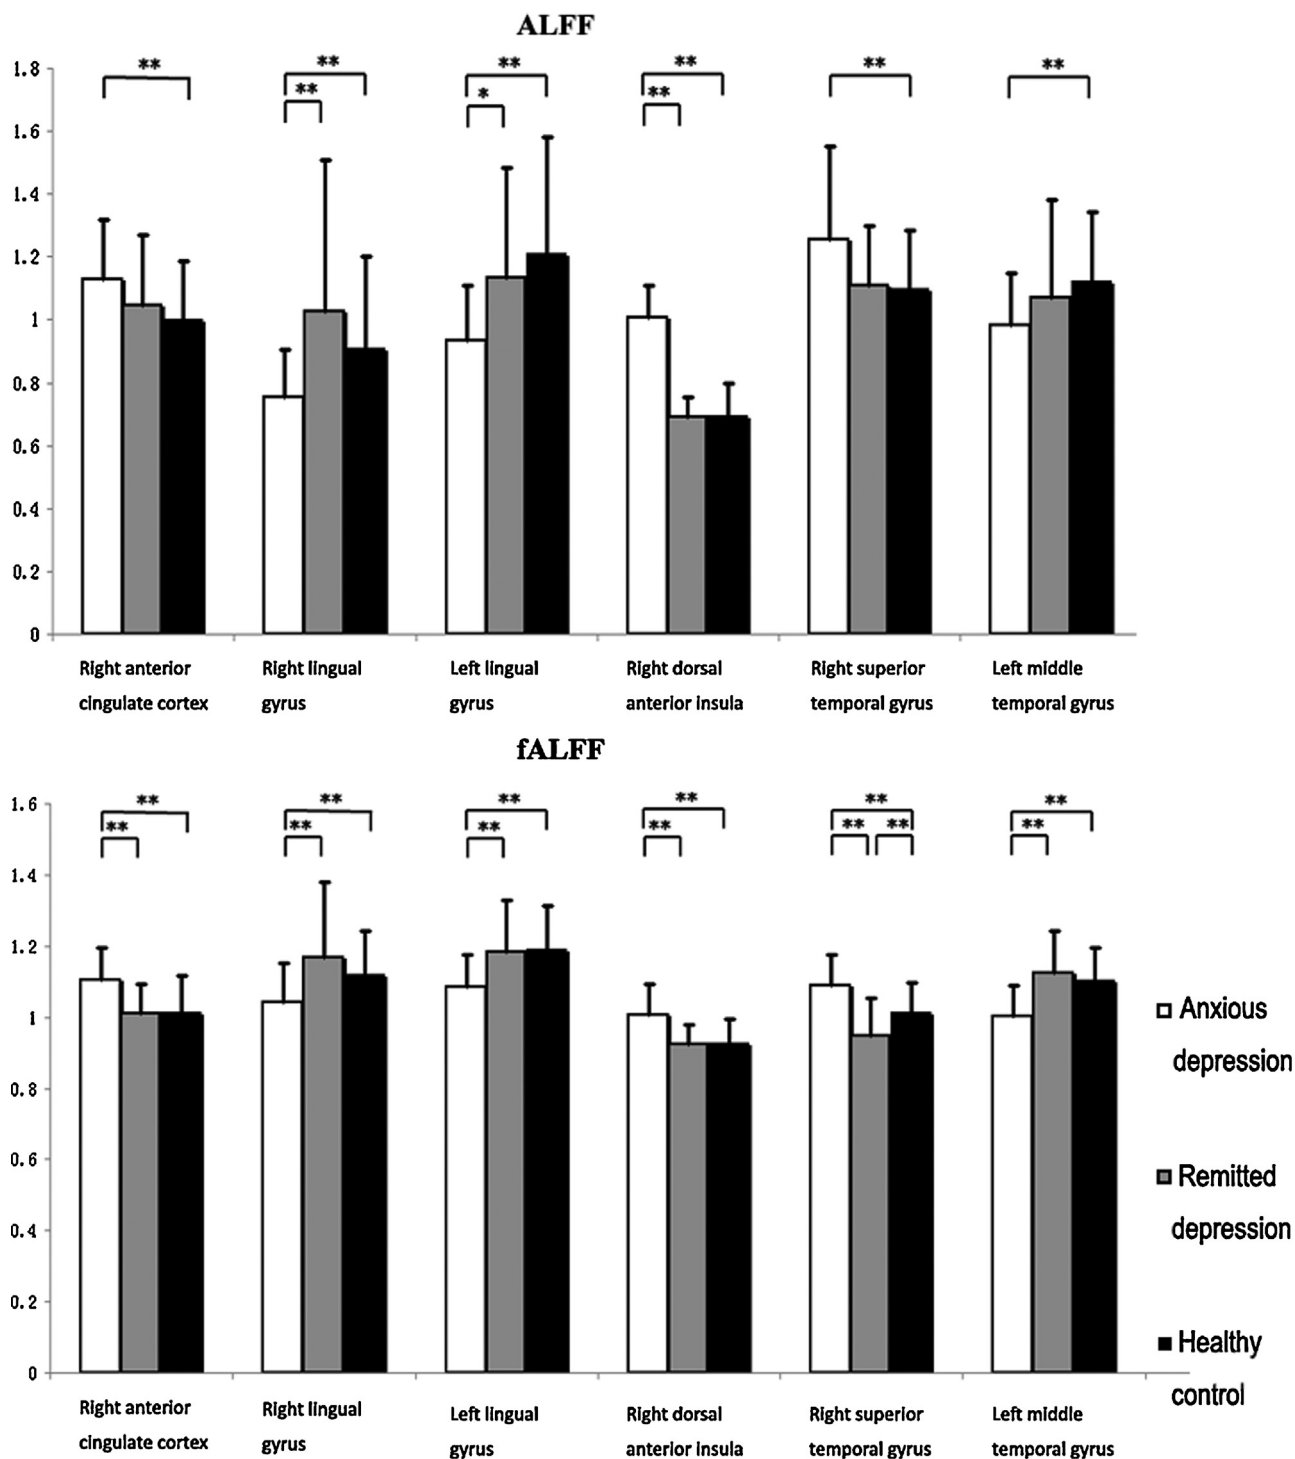 ALFF
** ** ** ** ** **
** * **
1.8
1.6
1.4
1.2
1
0.8
0.6
0.4
0.2
0
Right anterior cingulate cortex
Right lingual gyrus
Left lingual gyrus
Right dorsal anterior insula
Right superior temporal gyrus
Left middle temporal gyrus
fALFF
** ** ** ** ** **
** ** ** ** ** ** **
1.6
1.4
1.2
1
0.8
0.6
0.4
0.2
0
Right anterior cingulate cortex
Right lingual gyrus
Left lingual gyrus
Right dorsal anterior insula
Right superior temporal gyrus
Left middle temporal gyrus
Anxious
depression
Remitted
depression
Healthy
control